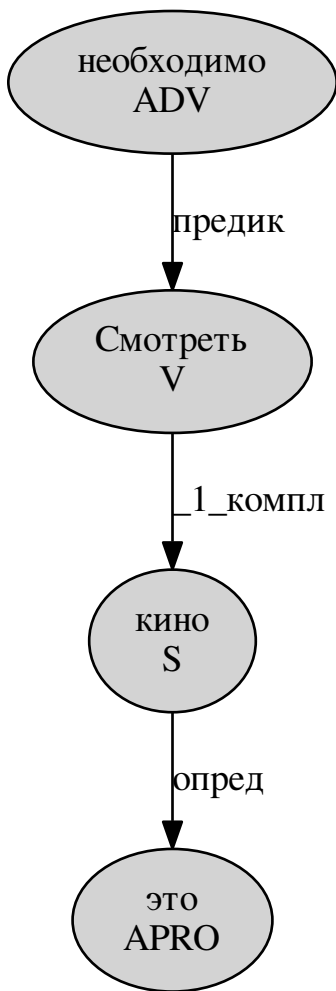 необходимо
ADV
предик
Смотреть
V
_1_компл
кино
S
опред
это
APRO